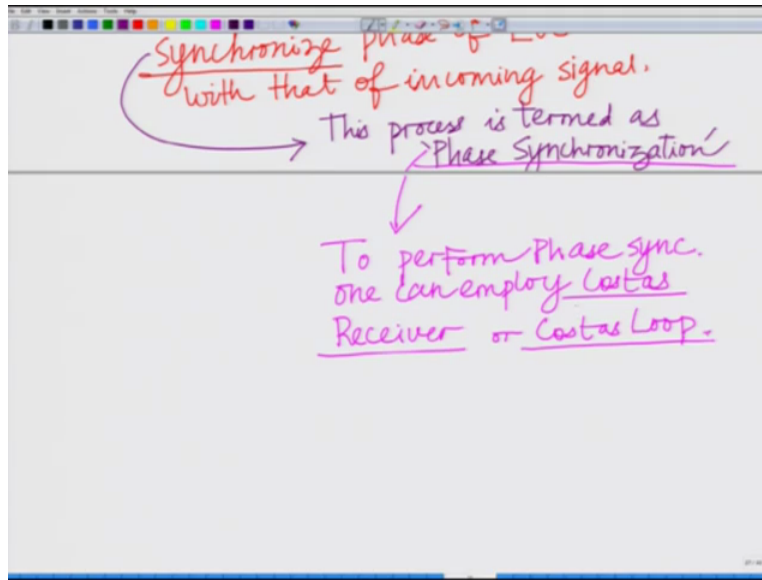 synchronize phase of
with that of incoming signal.
This process is termed as
Phase Synchronization
To perform Phase sync.
one can employ Costas
Receiver or Costas Loop.